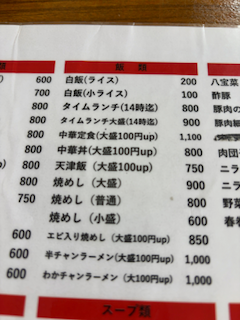 飯 類
600 白飯(ライス) 200 八宝菜
700 白飯(小ライス) 100 酢豚
800 タイムランチ(14時迄) 800 豚肉の
800 タイムランチ大盛(14時迄) 900 豚肉
800 中華定食(大盛100円up) 1,100
800 中華丼(大盛100円up) 900 肉団
800 天津飯(大盛100up) 750 ニラ
800 焼めし(大盛) 900 ニラ
750 焼めし(普通) 800 野菜
焼めし(小盛) 600 春巻
600 エビ入り焼めし(大盛100円up) 850
600 半チャンラーメン(大盛100円up) 1,000
600 わかチャンラーメン(大100円up) 1,000
スープ類